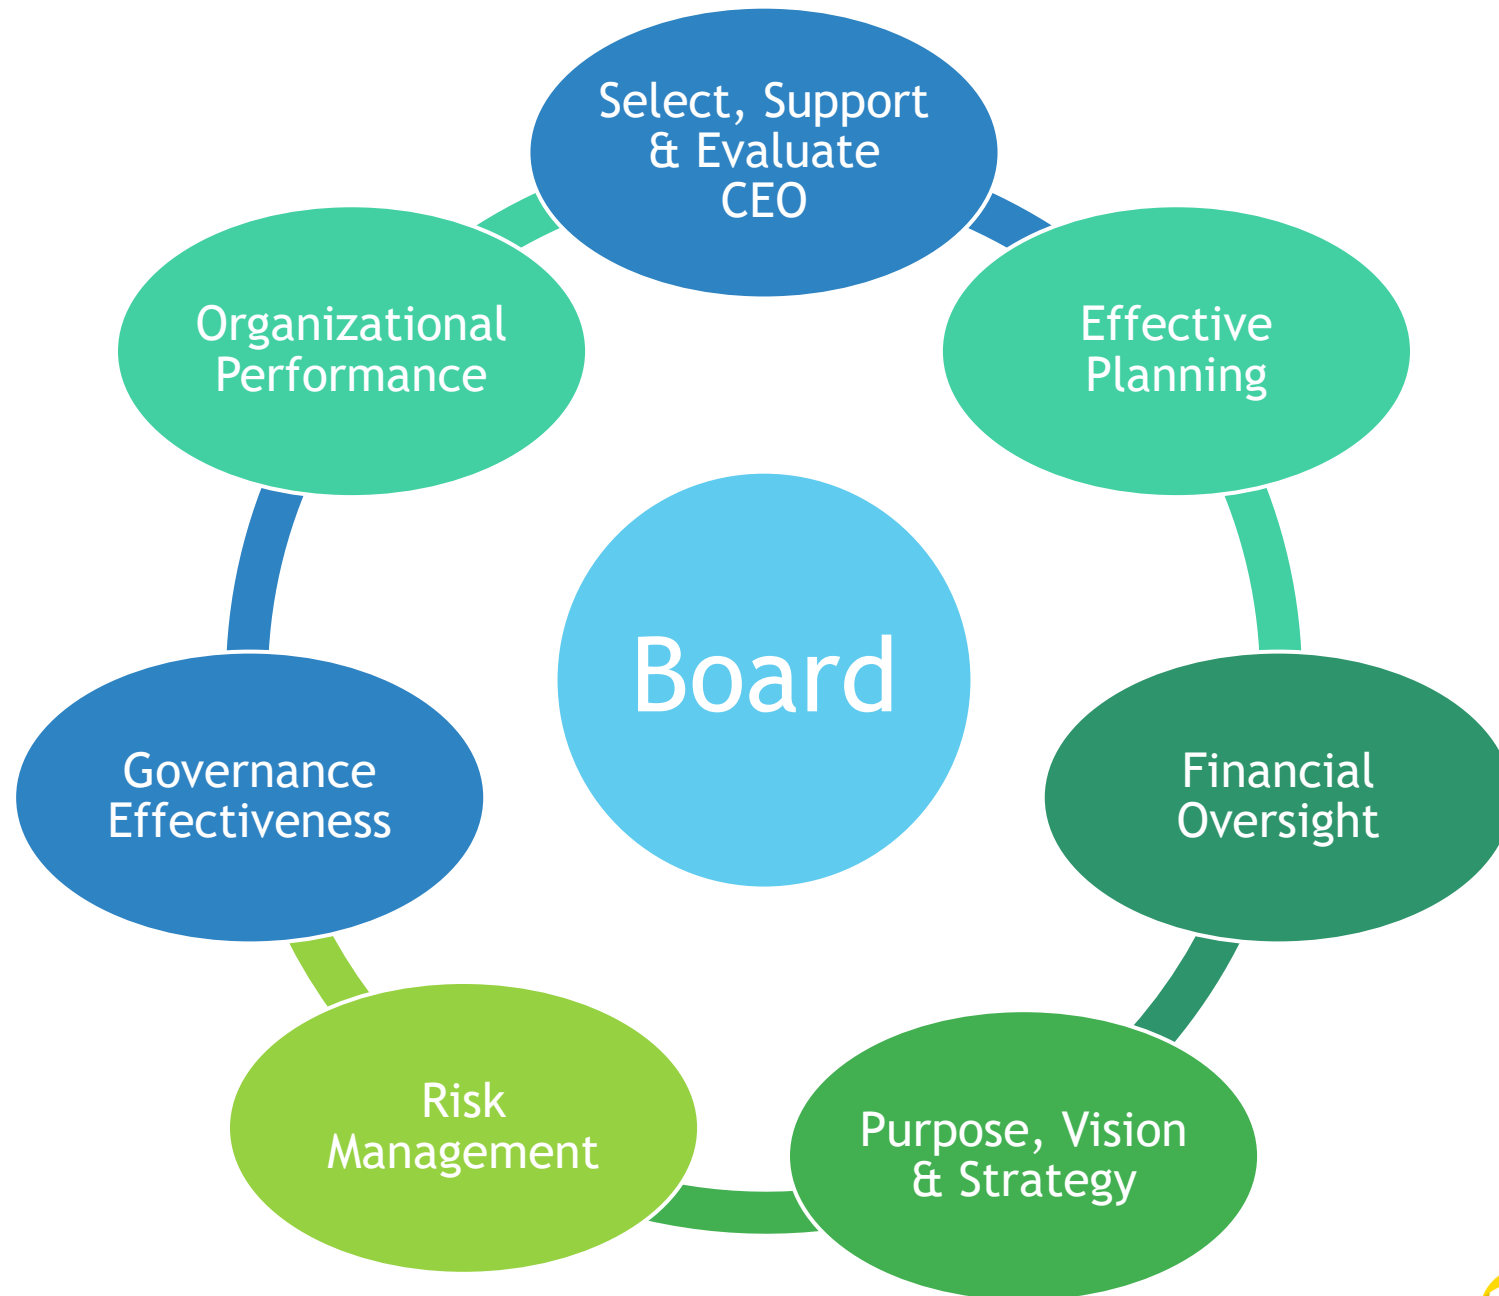 Select, Support
& Evaluate
CEO
Effective
Planning
Financial
Oversight
Purpose, Vision
& Strategy
Risk
Management
Governance
Effectiveness
Organizational
Performance
Board